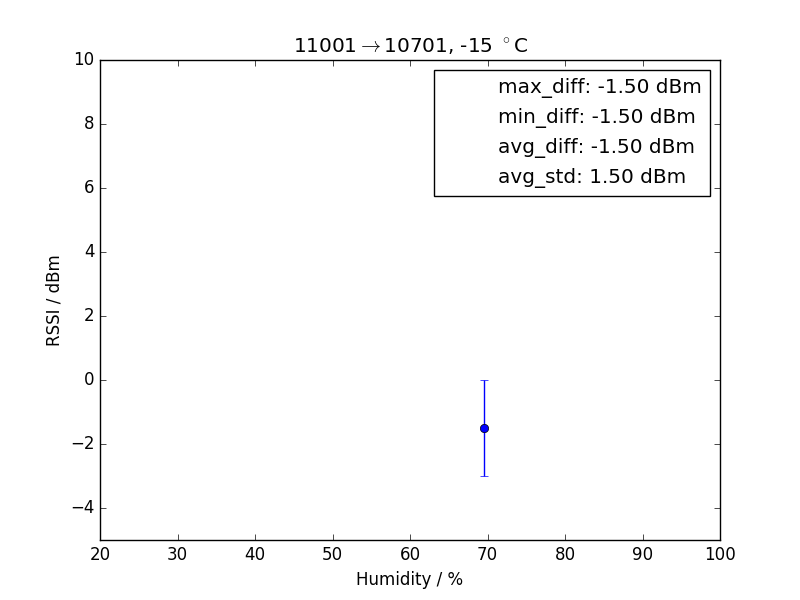 11001→10701, -15 °C
max_diff: -1.50 dBm
min_diff: -1.50 dBm
avg_diff: -1.50 dBm
avg_std: 1.50 dBm
RSSI / dBm
10
8
6
4
2
0
−2
−4
20 30 40 50 60 70 80 90 100
Humidity / %